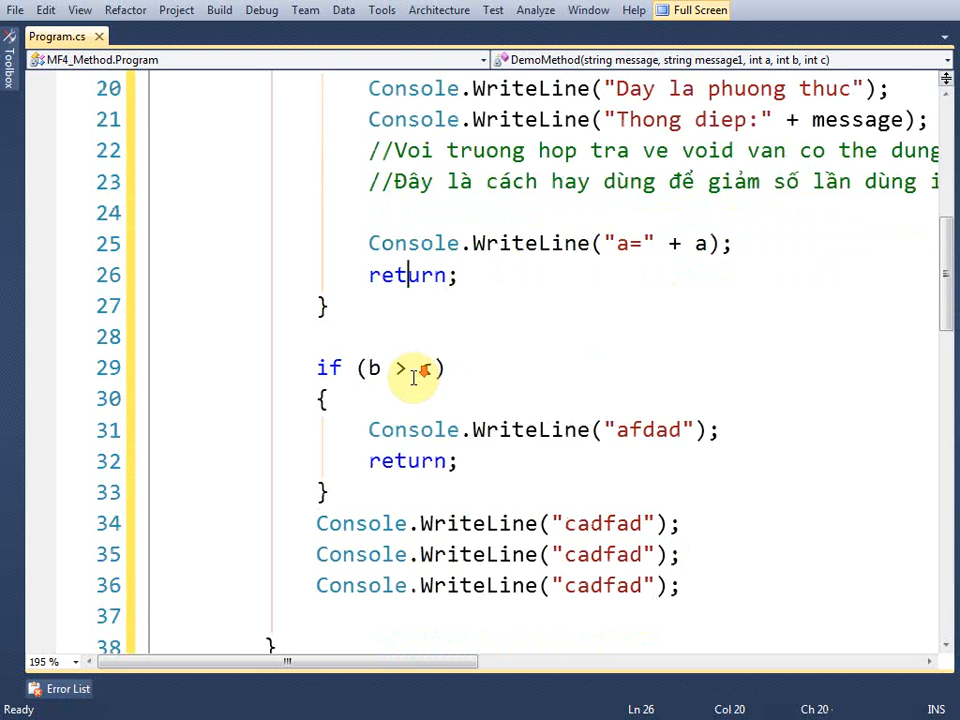 File Edit View Refactor Project Build Debug Team Data Tools Architecture Test Analyze Window Help Full Screen
Program.cs
Toolbox
MF4_Method.Program DemoMethod(string message, string message1, int a, int b, int c)
20 Console.WriteLine("Day la phuong thuc");
21 Console.WriteLine("Thong diep:" + message);
22 //Voi truong hop tra ve void van co the dung
23 //Đây là cách hay dùng để giảm số lần dùng i
24
25 Console.WriteLine("a=" + a);
26 return;
27 }
28
29 if (b > c)
30 {
31 Console.WriteLine("afdad");
32 return;
33 }
34 Console.WriteLine("cadfad");
35 Console.WriteLine("cadfad");
36 Console.WriteLine("cadfad");
37
38 }
195 %
Error List
Ready Ln 26 Col 20 Ch 20 INS